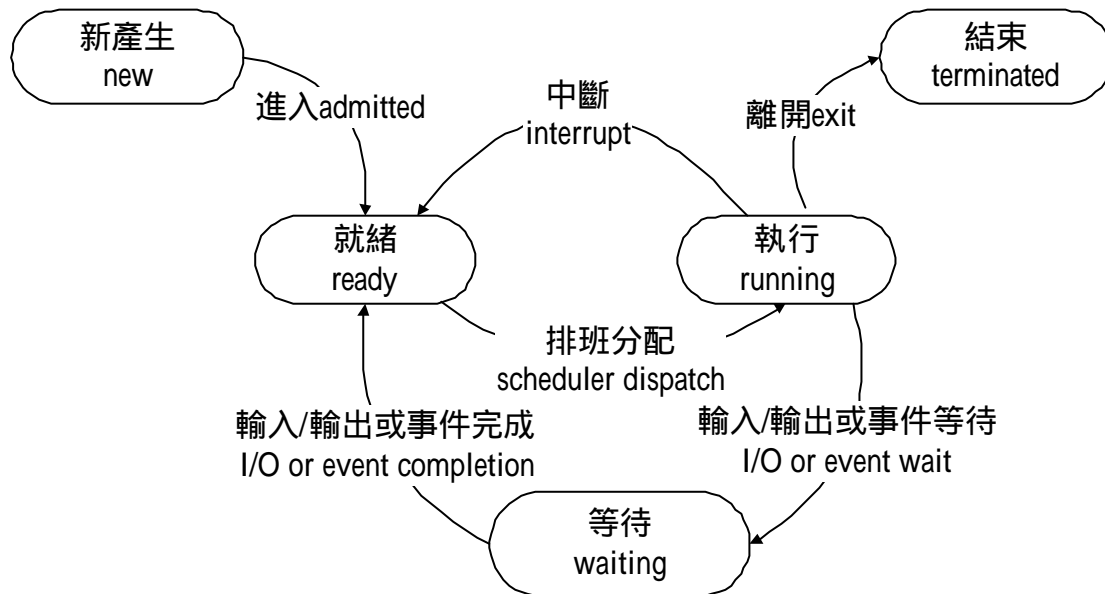 新產生
new
結束
terminated
進入admitted
中斷
interrupt
離開exit
就緒
ready
執行
running
排班分配
scheduler dispatch
輸入/輸出或事件完成
I/O or event completion
輸入/輸出或事件等待
I/O or event wait
等待
waiting